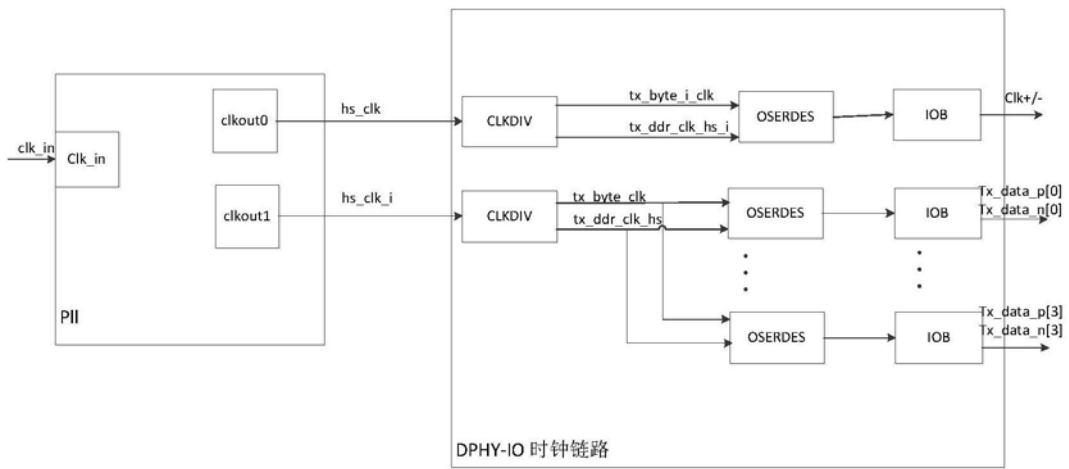 clk_in
Clk_in
clkout0
clkout1
Pll
hs_clk
hs_clk_i
CLKDIV
tx_byte_i_clk
tx_ddr_clk_hs_i
OSERDES
IOB
Clk+/-
CLKDIV
tx_byte_clk
tx_ddr_clk_hs
OSERDES
IOB
Tx_data_p[0]
Tx_data_n[0]
OSERDES
IOB
Tx_data_p[3]
Tx_data_n[3]
DPHY-IO 时钟链路